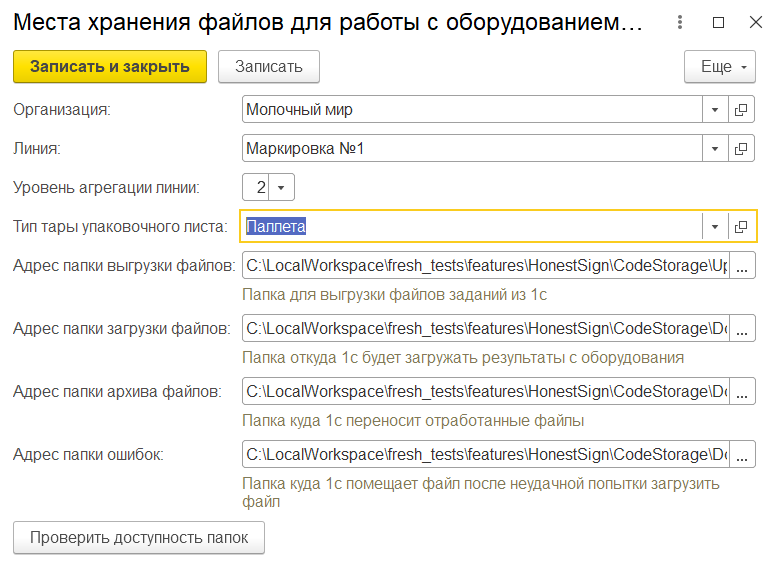 Места хранения файлов для работы с оборудованием...
Записать и закрыть
Записать
Еще
Организация: Молочный мир
Линия: Маркировка №1
Уровень агрегации линии: 2
Тип тары упаковочного листа: Паллета
Адрес папки выгрузки файлов: C:\LocalWorkspace\fresh_tests\features\HonestSign\CodeStorage\Up ...
Папка для выгрузки файлов заданий из 1с
Адрес папки загрузки файлов: C:\LocalWorkspace\fresh_tests\features\HonestSign\CodeStorage\Do ...
Папка откуда 1с будет загружать результаты с оборудования
Адрес папки архива файлов: C:\LocalWorkspace\fresh_tests\features\HonestSign\CodeStorage\Do ...
Папка куда 1с переносит отработанные файлы
Адрес папки ошибок: C:\LocalWorkspace\fresh_tests\features\HonestSign\CodeStorage\Do ...
Папка куда 1с помещает файл после неудачной попытки загрузить
файл
Проверить доступность папок